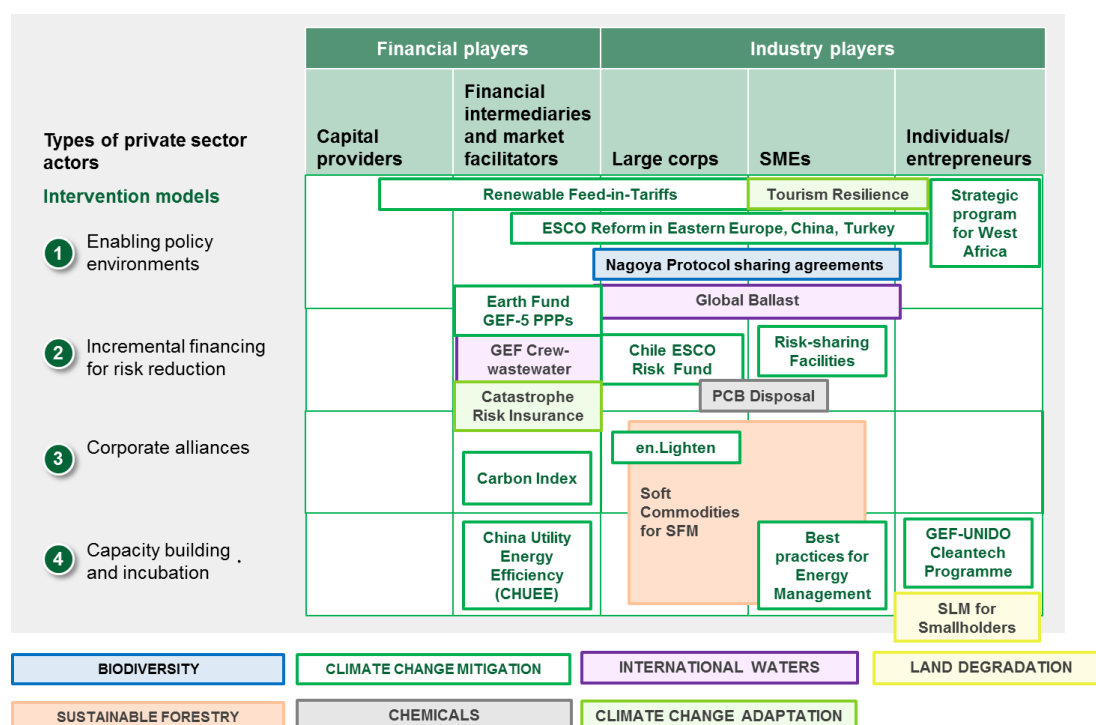 Financial players
Industry players
Types of private sector
actors
Capital
providers
Financial
intermediaries
and market
facilitators
Large corps
SMEs
Individuals/
entrepreneurs
Intervention models
Renewable Feed-in-Tariffs
Tourism Resilience
Strategic
program
for West
Africa
ESCO Reform in Eastern Europe, China, Turkey
1
Enabling policy
environments
Nagoya Protocol sharing agreements
Earth Fund
GEF-5 PPPs
Global Ballast
2
Incremental financing
for risk reduction
GEF Crew-
wastewater
Chile ESCO
Risk Fund
Risk-sharing
Facilities
Catastrophe
Risk Insurance
PCB Disposal
3
Corporate alliances
en.Lighten
Carbon Index
Soft
Commodities
for SFM
4
Capacity building
and incubation .
China Utility
Energy
Efficiency
(CHUEE)
Best
practices for
Energy
Management
GEF-UNIDO
Cleantech
Programme
SLM for
Smallholders
BIODIVERSITY
CLIMATE CHANGE MITIGATION
INTERNATIONAL WATERS
LAND DEGRADATION
SUSTAINABLE FORESTRY
CHEMICALS
CLIMATE CHANGE ADAPTATION